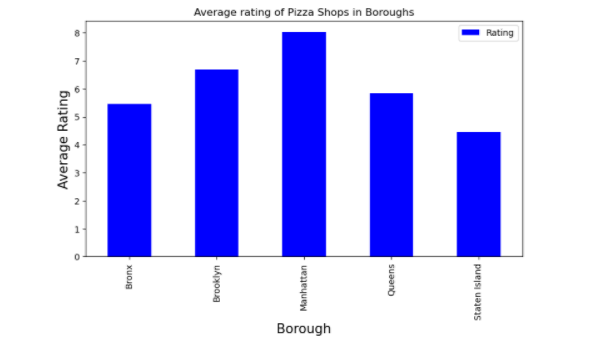 Average rating of Pizza Shops in Boroughs
Rating
Average Rating
8
7
6
5
4
3
2
1
0
Bronx
Brooklyn
Manhattan
Queens
Staten Island
Borough